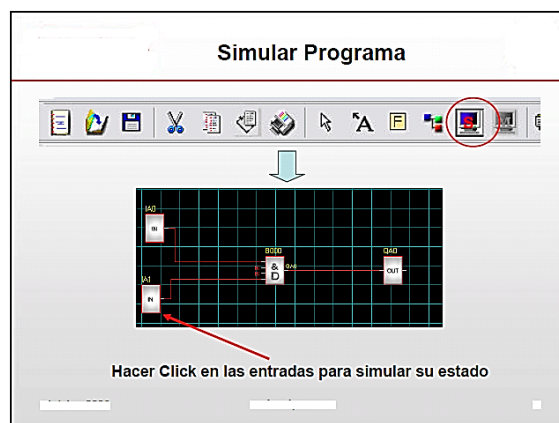 Simular Programa
A
F
S
M
IA0
IN
B000
&
D
QA0
OUT
IA1
IN
Hacer Click en las entradas para simular su estado